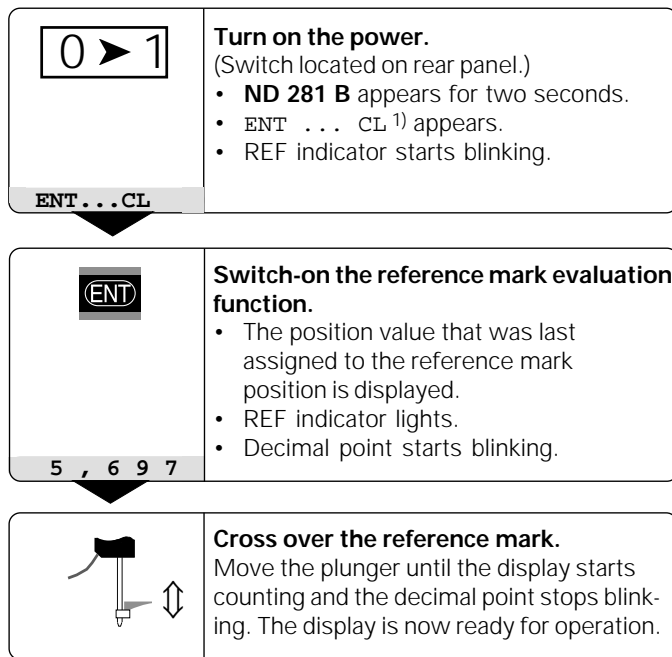 0 ➤ 1
Turn on the power.
(Switch located on rear panel.)
• ND 281 B appears for two seconds.
• ENT ... CL 1) appears.
• REF indicator starts blinking.
ENT...CL
ENT
Switch-on the reference mark evaluation
function.
• The position value that was last
assigned to the reference mark
position is displayed.
• REF indicator lights.
• Decimal point starts blinking.
5 , 6 9 7
Cross over the reference mark.
Move the plunger until the display starts
counting and the decimal point stops blink-
ing. The display is now ready for operation.